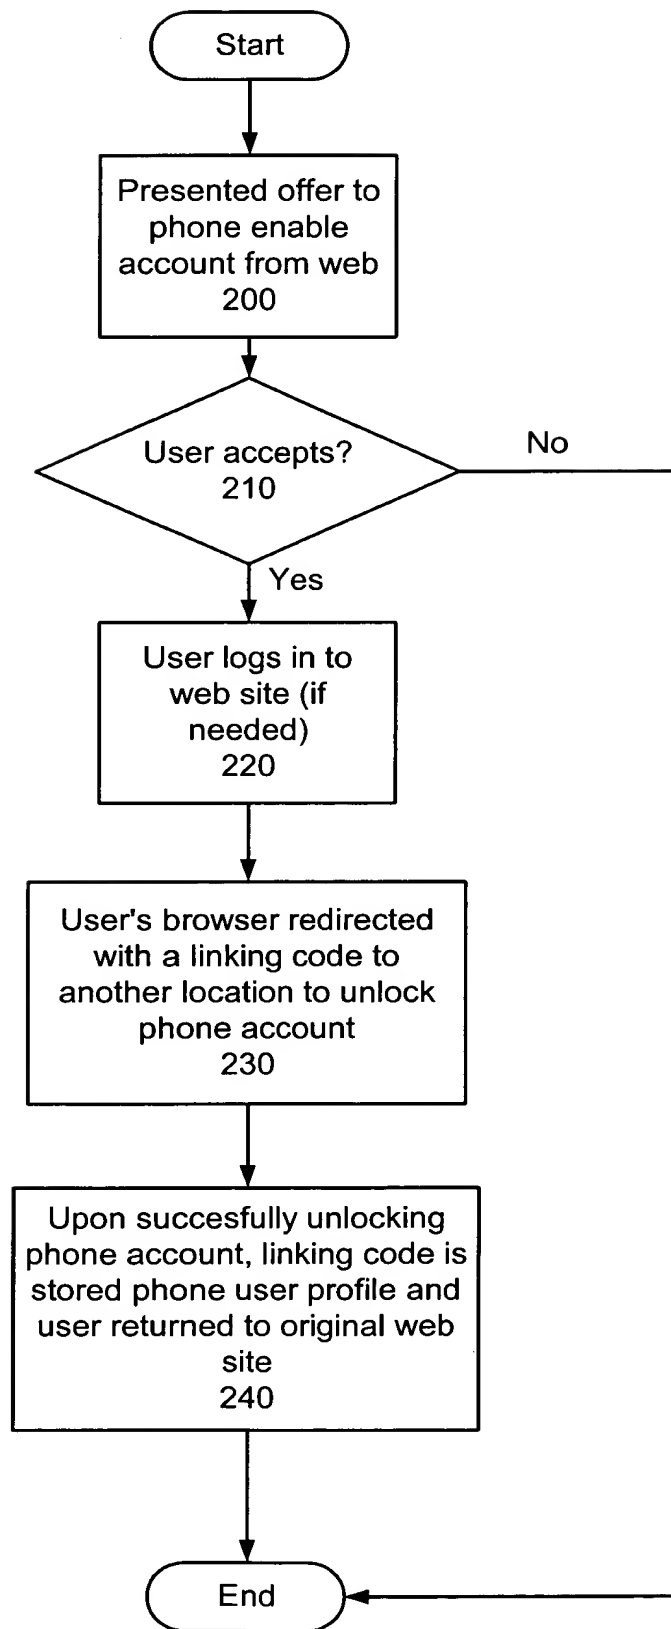 Start
Presented offer to
phone enable
account from web
200
User accepts?
210
No
Yes
User logs in to
web site (if
needed)
220
User's browser redirected
with a linking code to
another location to unlock
phone account
230
Upon succesfully unlocking
phone account, linking code is
stored phone user profile and
user returned to original web
site
240
End